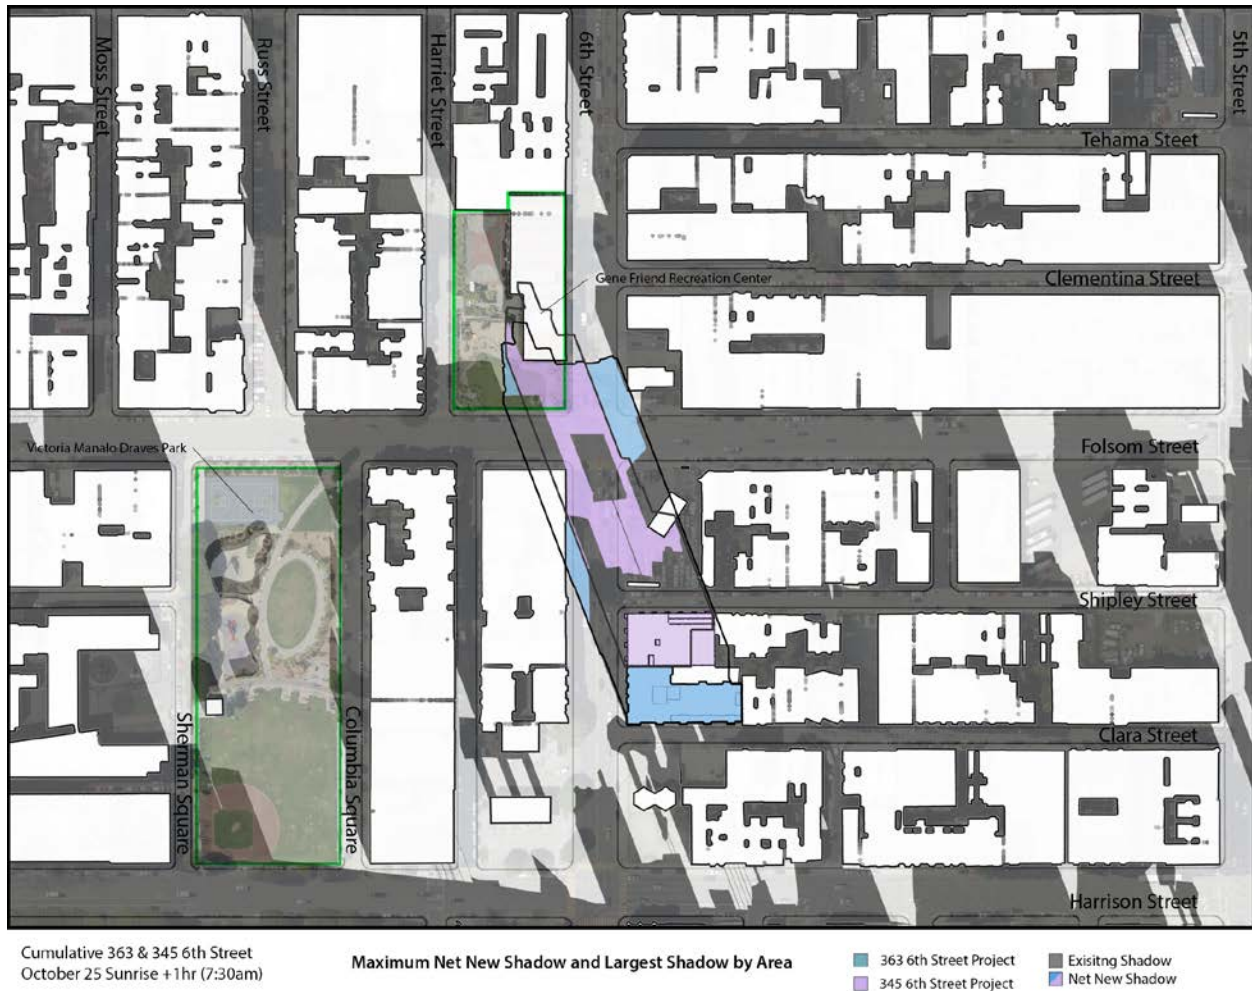 Moss Street
Russ Street
Harriet Street
6th Street
5th Street
Tehama Steet
Gene Friend Recreation Center
Clementina Street
Victoria Manalo Draves Park
Folsom Street
Shipley Street
Sherman Square
Columbia Square
Clara Street
Harrison Street
Cumulative 363 & 345 6th Street
October 25 Sunrise +1hr (7:30am)
Maximum Net New Shadow and Largest Shadow by Area
363 6th Street Project
345 6th Street Project
Exisitng Shadow
Net New Shadow